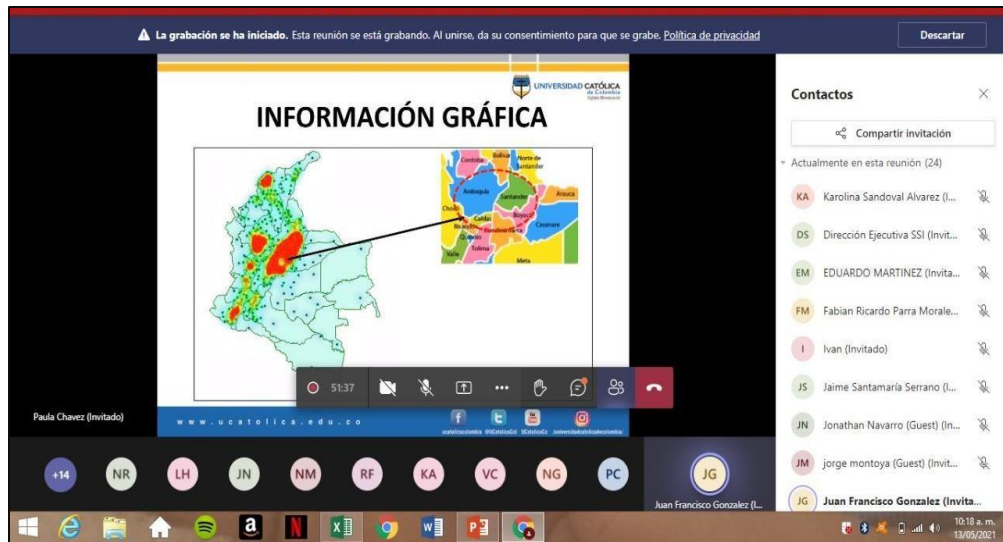 La grabación se ha iniciado. Esta reunión se está grabando. Al unirse, da su consentimiento para que se grabe. Política de privacidad
Descartar
UNIVERSIDAD CATÓLICA
de Colombia
INFORMACIÓN GRÁFICA
Cordoba
Bolívar
Norte de
Santander
Antioquia
Santander
Arauca
Chocó
Caldas
Boyacá
Casanare
Risaralda
Quindío
Tolima
Valle
Meta
51:37
Paula Chavez (Invitado)
www.ucatolica.edu.co
+14
NR
LH
JN
NM
RF
KA
VC
NG
PC
JG
Juan Francisco Gonzalez (I...
Contactos
Compartir invitación
Actualmente en esta reunión (24)
KA Karolina Sandoval Alvarez (I...
DS Dirección Ejecutiva SSI (Invit...
EM EDUARDO MARTINEZ (Invita...
FM Fabian Ricardo Parra Morale...
I Ivan (Invitado)
JS Jaime Santamaría Serrano (I...
JN Jonathan Navarro (Guest) (In...
JM jorge montoya (Guest) (Invit...
JG Juan Francisco Gonzalez (Invita...
10:18 a. m.
13/05/2021